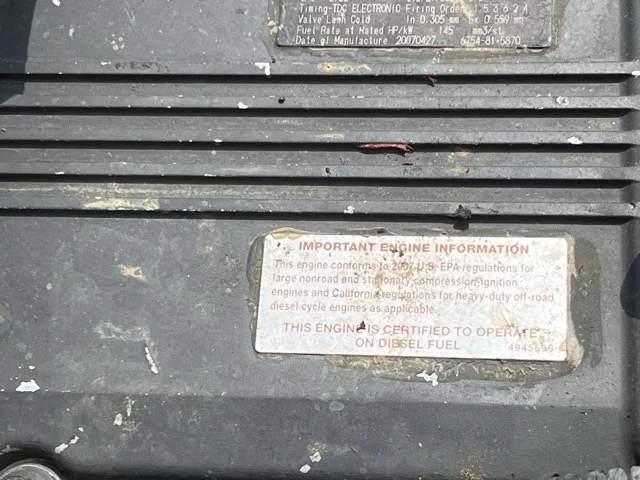 Timing-TDC ELECTRONIC Firing Order 1 5 3 6 2 4
Valve Lash Cold In 0.305 mm Ex 0.559 mm
Fuel Rate at Rated HP/kW 145 mm3/st
Date of Manufacture 20070427 6754-81-5870
IMPORTANT ENGINE INFORMATION
This engine conforms to 2007 U.S. EPA regulations for
large nonroad and stationary compression ignition
engines and California regulations for heavy-duty off-road
diesel cycle engines as applicable.
THIS ENGINE IS CERTIFIED TO OPERATE
ON DIESEL FUEL